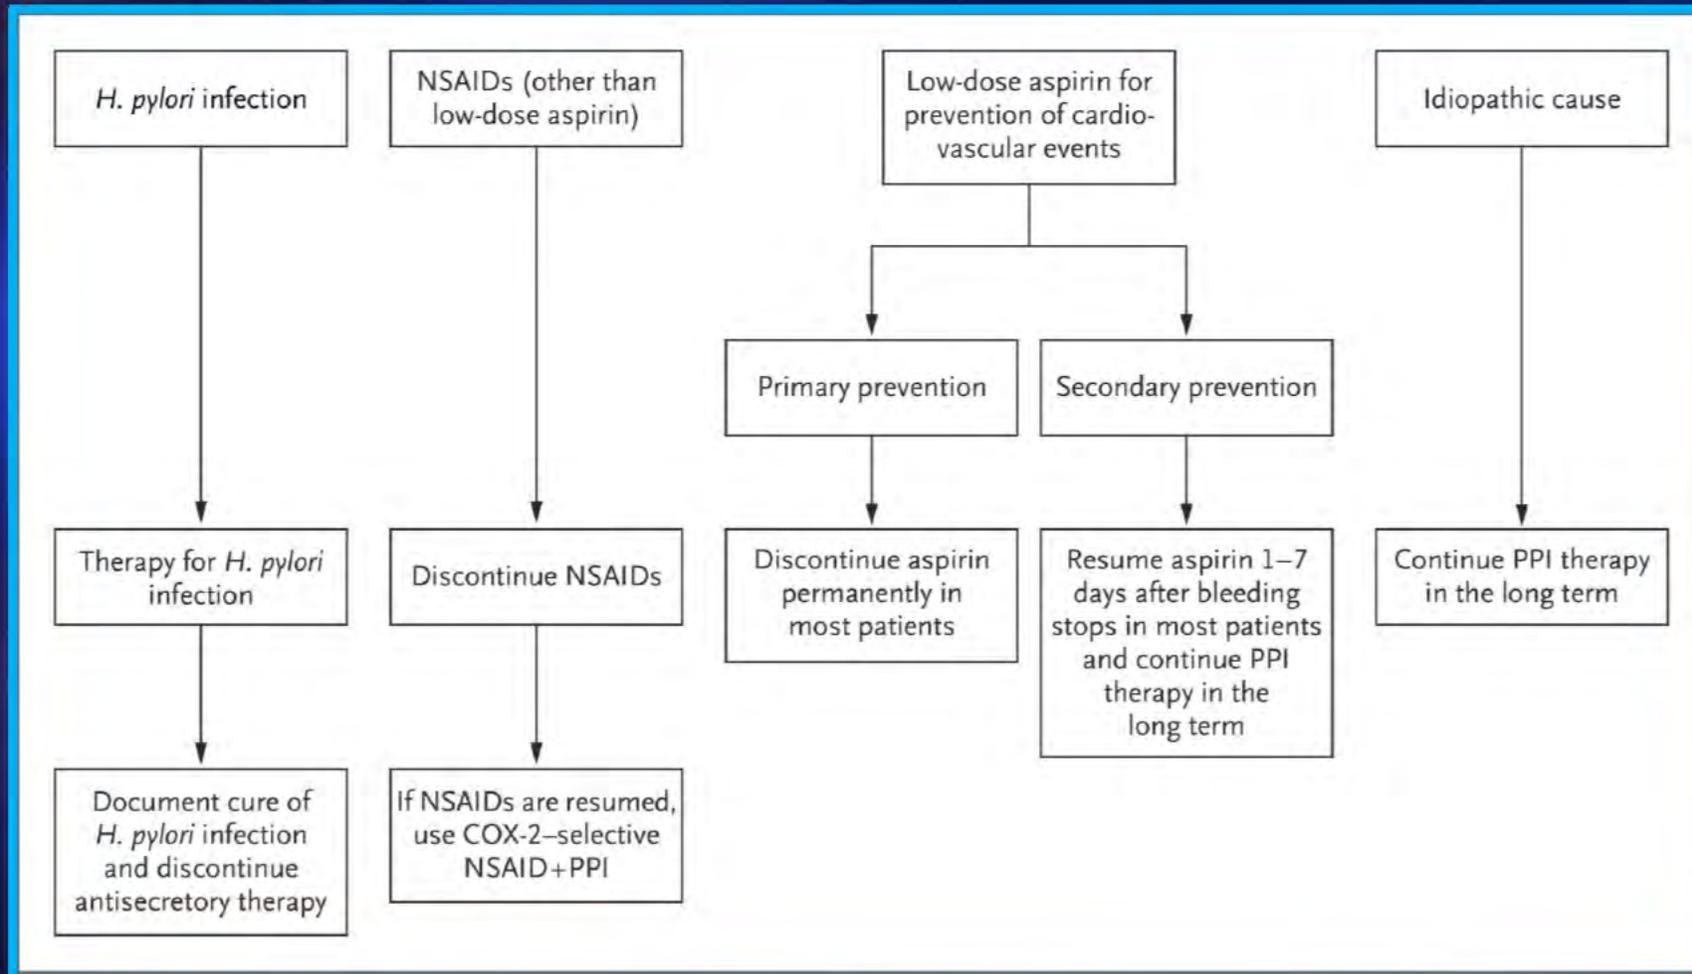 H. pylori infection
NSAIDs (other than
low-dose aspirin)
Low-dose aspirin for
prevention of cardio-
vascular events
Idiopathic cause
Primary prevention
Secondary prevention
Therapy for H. pylori
infection
Discontinue NSAIDs
Discontinue aspirin
permanently in
most patients
Resume aspirin 1–7
days after bleeding
stops in most patients
and continue PPI
therapy in the
long term
Continue PPI therapy
in the long term
Document cure of
H. pylori infection
and discontinue
antisecretory therapy
If NSAIDs are resumed,
use COX-2–selective
NSAID+PPI